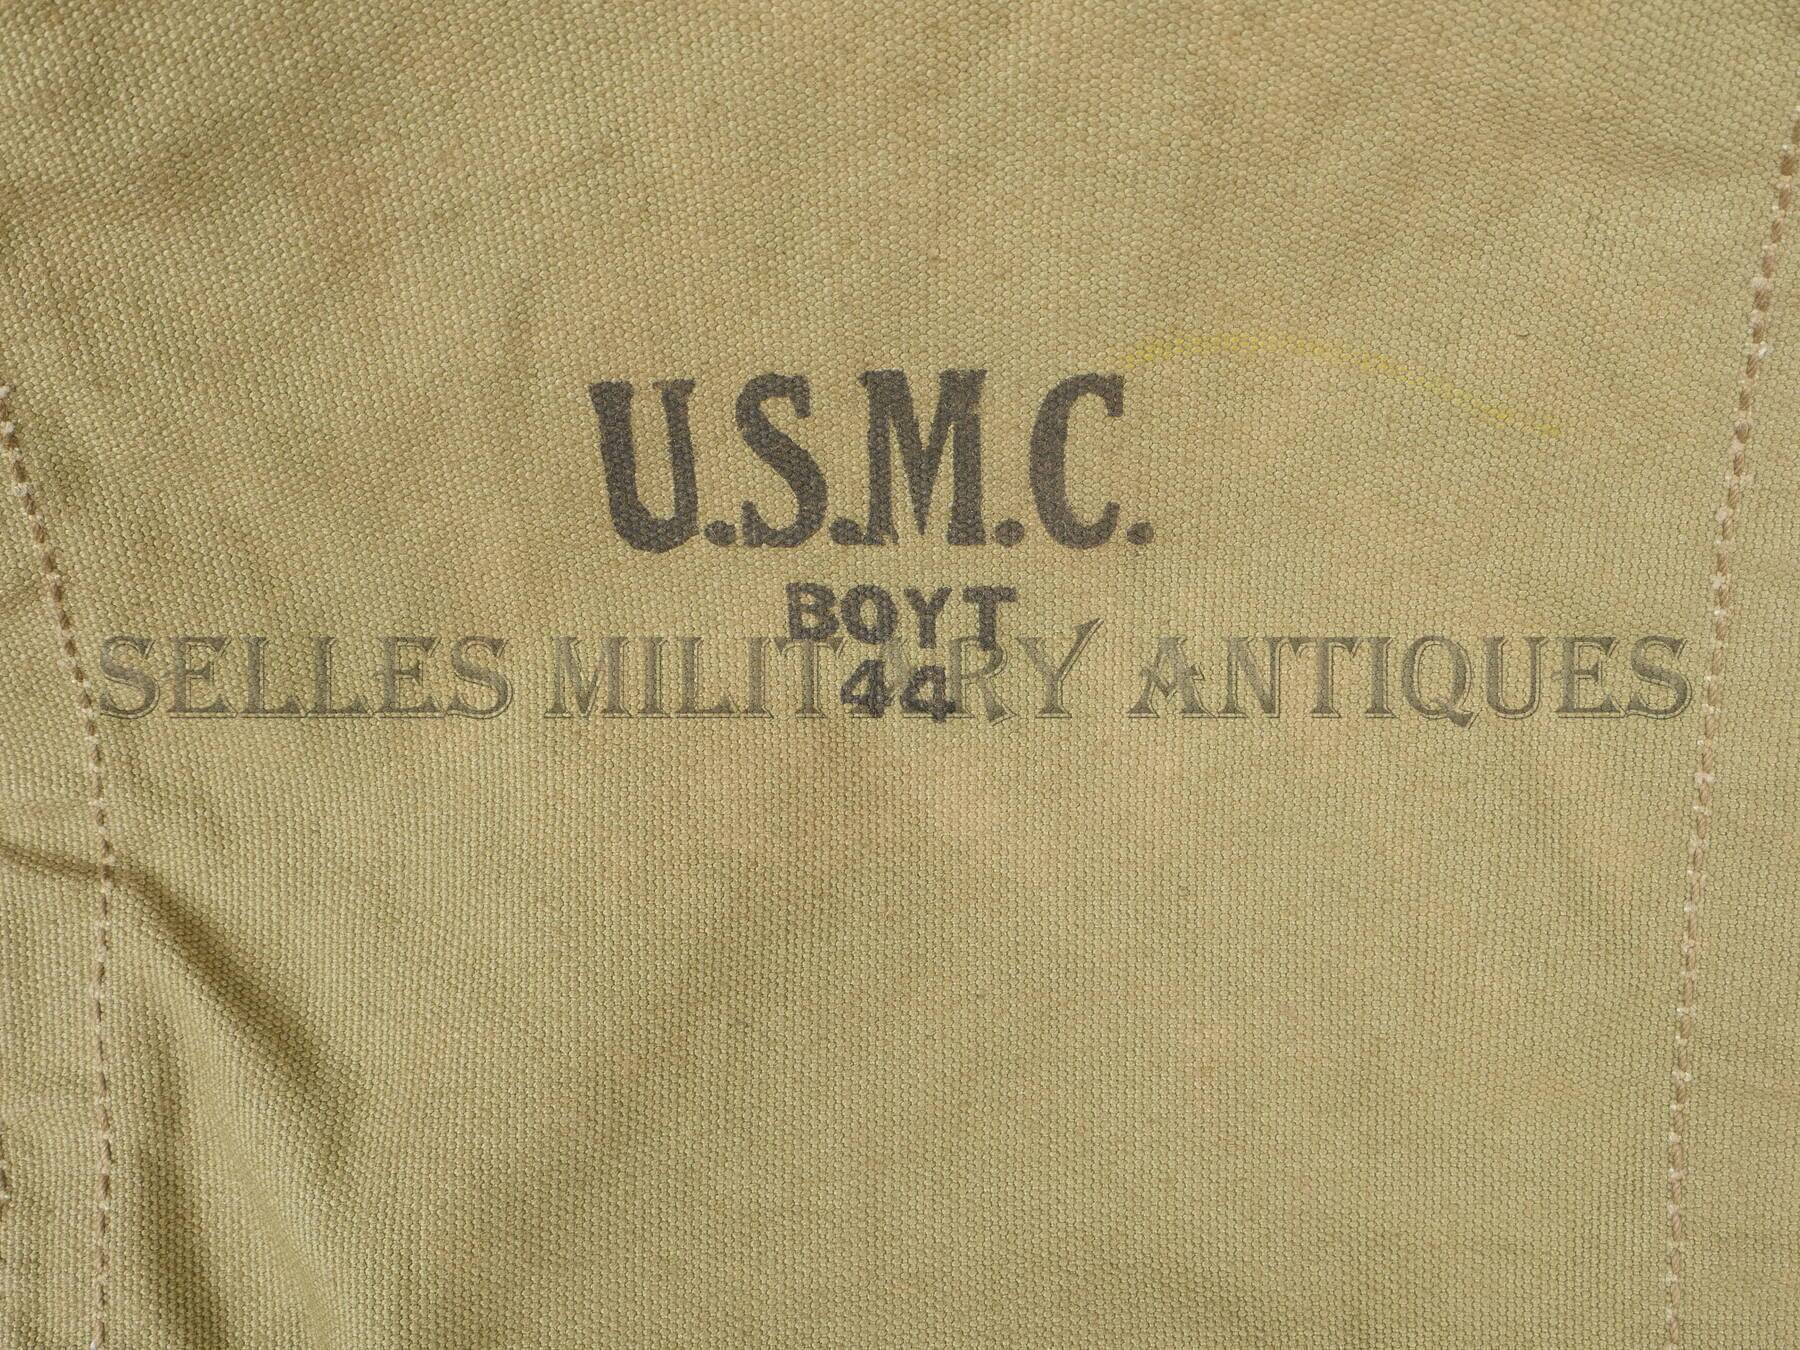 U.S.M.C.
BOYT
SELLES MILITARY ANTIQUES
44